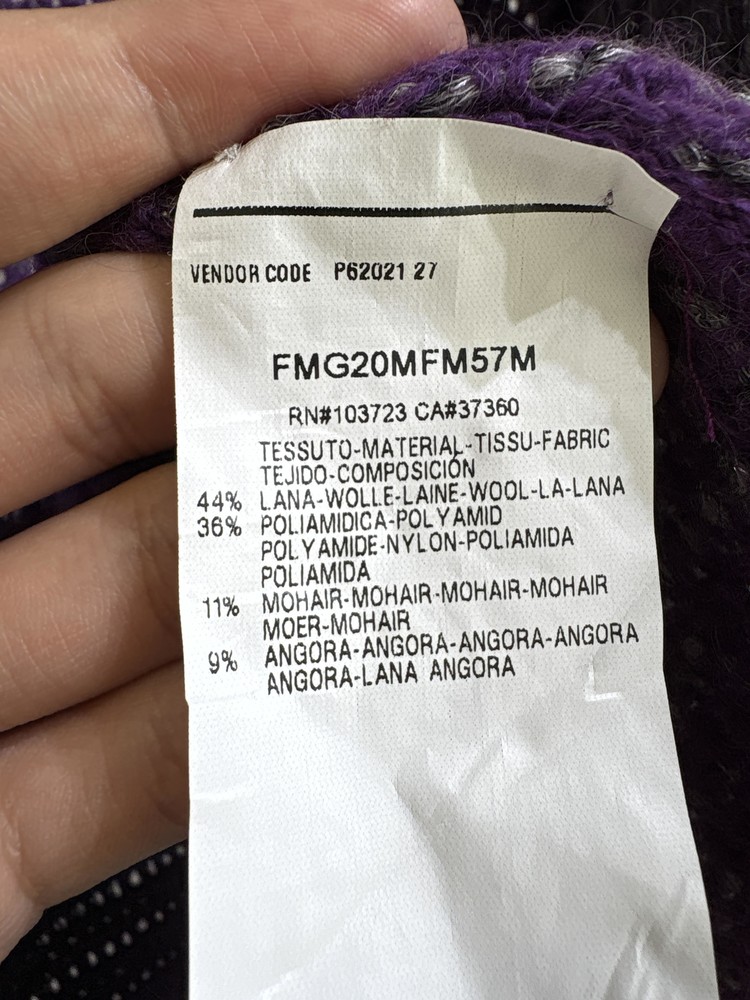 VENDOR CODE P62021 27
FMG20MFM57M
RN#103723 CA#37360
TESSUTO-MATERIAL-TISSU-FABRIC
TEJIDO-COMPOSICIÓN
44% LANA-WOLLE-LAINE-WOOL-LA-LANA
36% POLIAMIDICA-POLYAMID
POLYAMIDE-NYLON-POLIAMIDA
POLIAMIDA
11% MOHAIR-MOHAIR-MOHAIR-MOHAIR
MOER-MOHAIR
9% ANGORA-ANGORA-ANGORA-ANGORA
ANGORA-LANA ANGORA